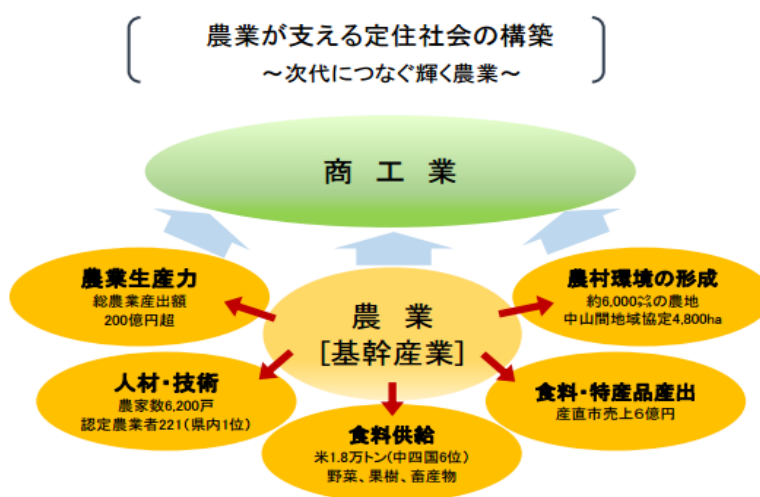 農業が支える定住社会の構築
～次代につなぐ輝く農業～
商 工 業
農業生産力
総農業産出額
200億円超
農村環境の形成
約6,000㌶の農地
中山間地域協定4,800ha
農 業
[基幹産業]
人材・技術
農家数6,200戸
認定農業者221(県内1位)
食料・特産品産出
産直市売上6億円
食料供給
米1.8万トン(中四国6位)
野菜、果樹、畜産物